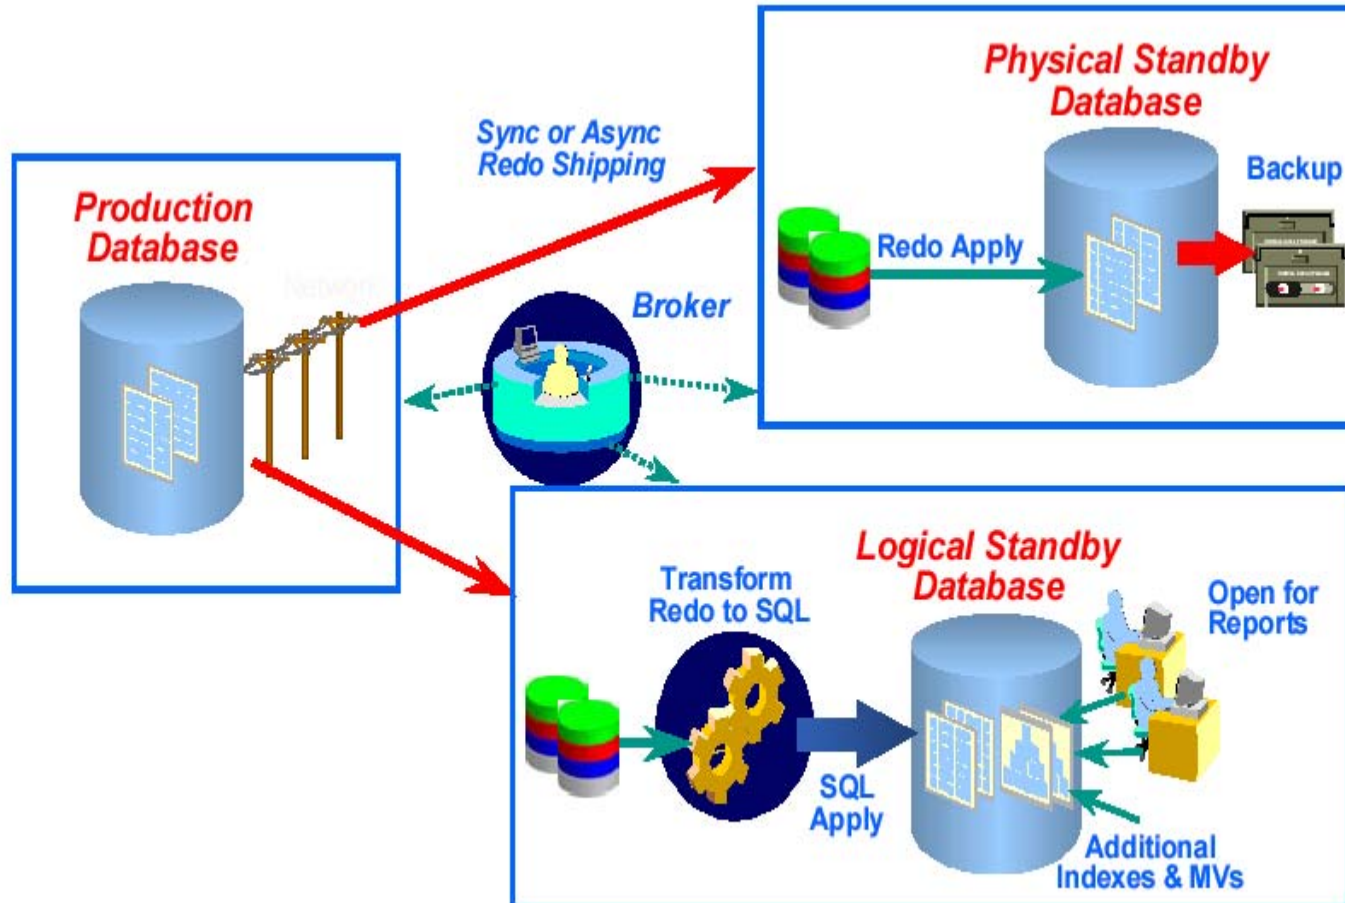 Physical Standby
Database
Sync or Async
Redo Shipping
Backup
Production
Database
Redo Apply
Network
Broker
Logical Standby
Database
Transform
Redo to SQL
Open for
Reports
SQL
Apply
Additional
Indexes & MVs